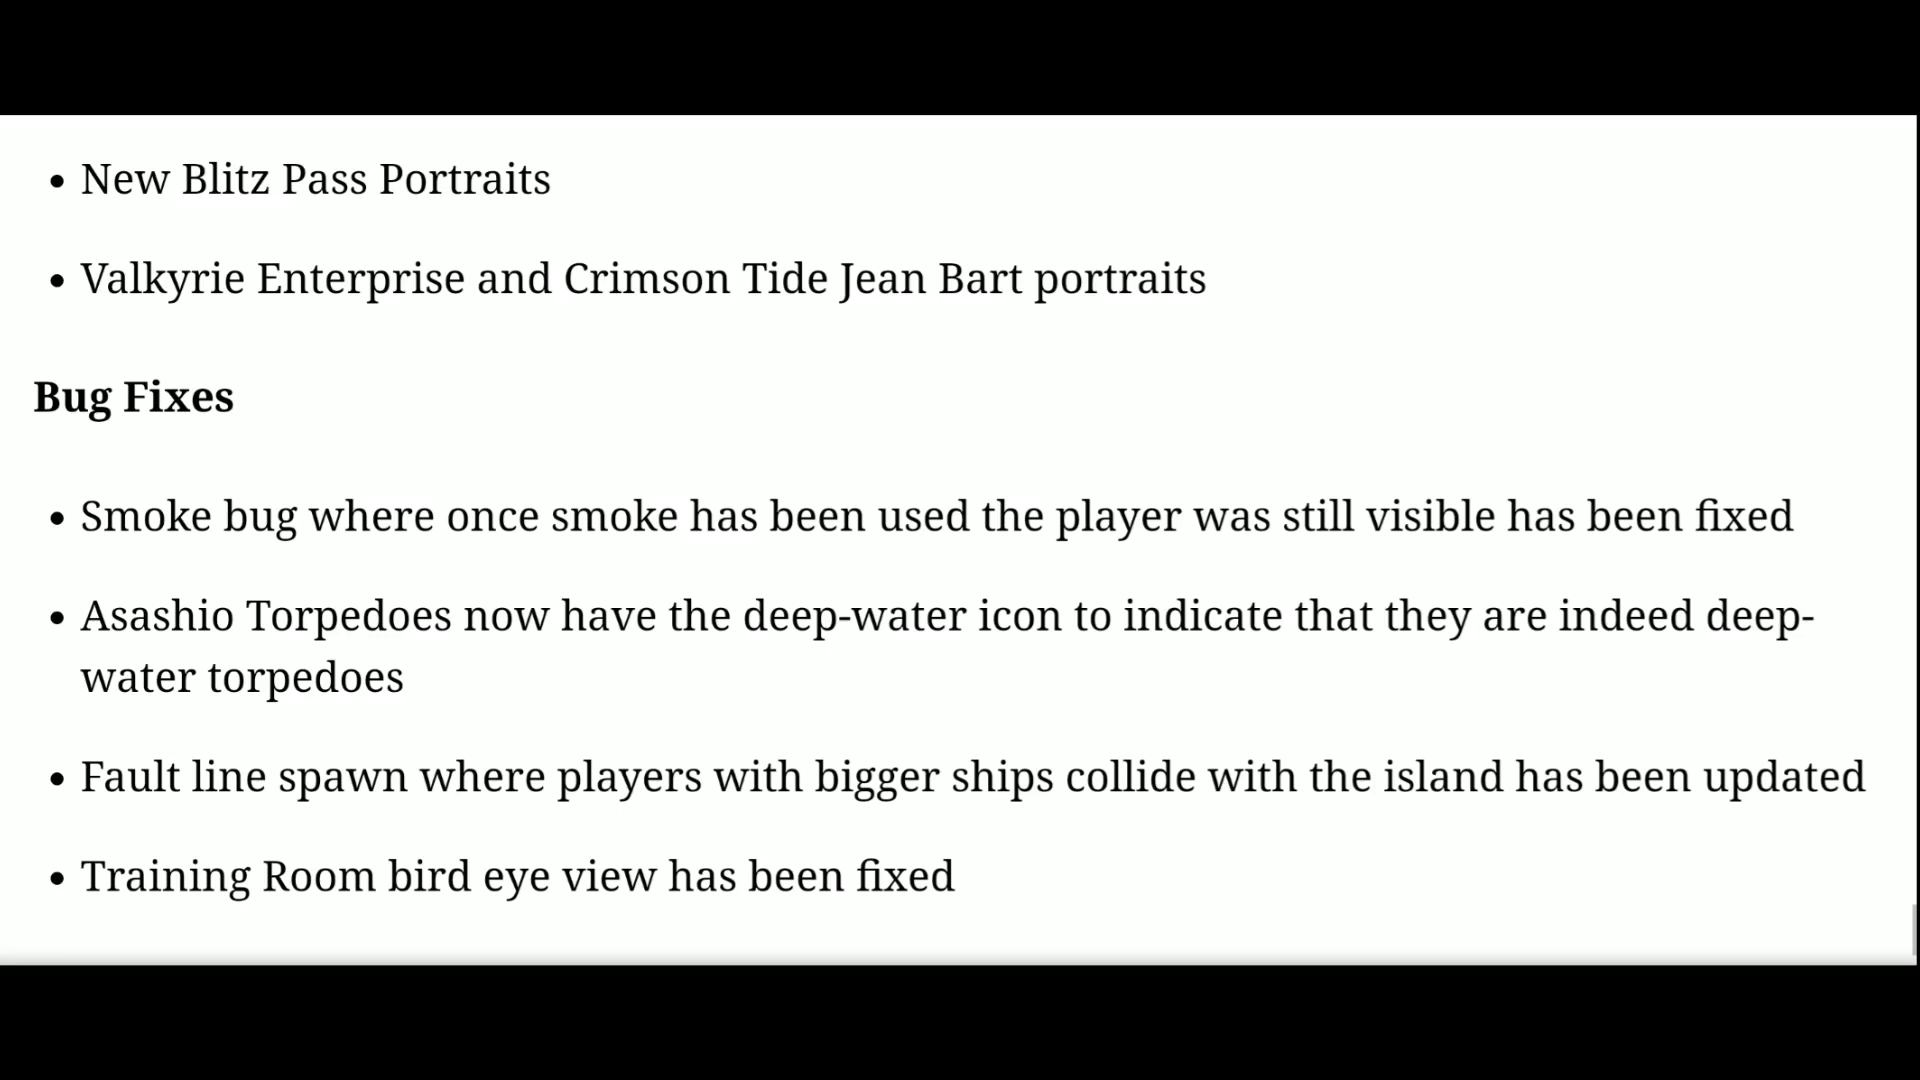 • New Blitz Pass Portraits
• Valkyrie Enterprise and Crimson Tide Jean Bart portraits
Bug Fixes
• Smoke bug where once smoke has been used the player was still visible has been fixed
• Asashio Torpedoes now have the deep-water icon to indicate that they are indeed deep-
water torpedoes
• Fault line spawn where players with bigger ships collide with the island has been updated
• Training Room bird eye view has been fixed